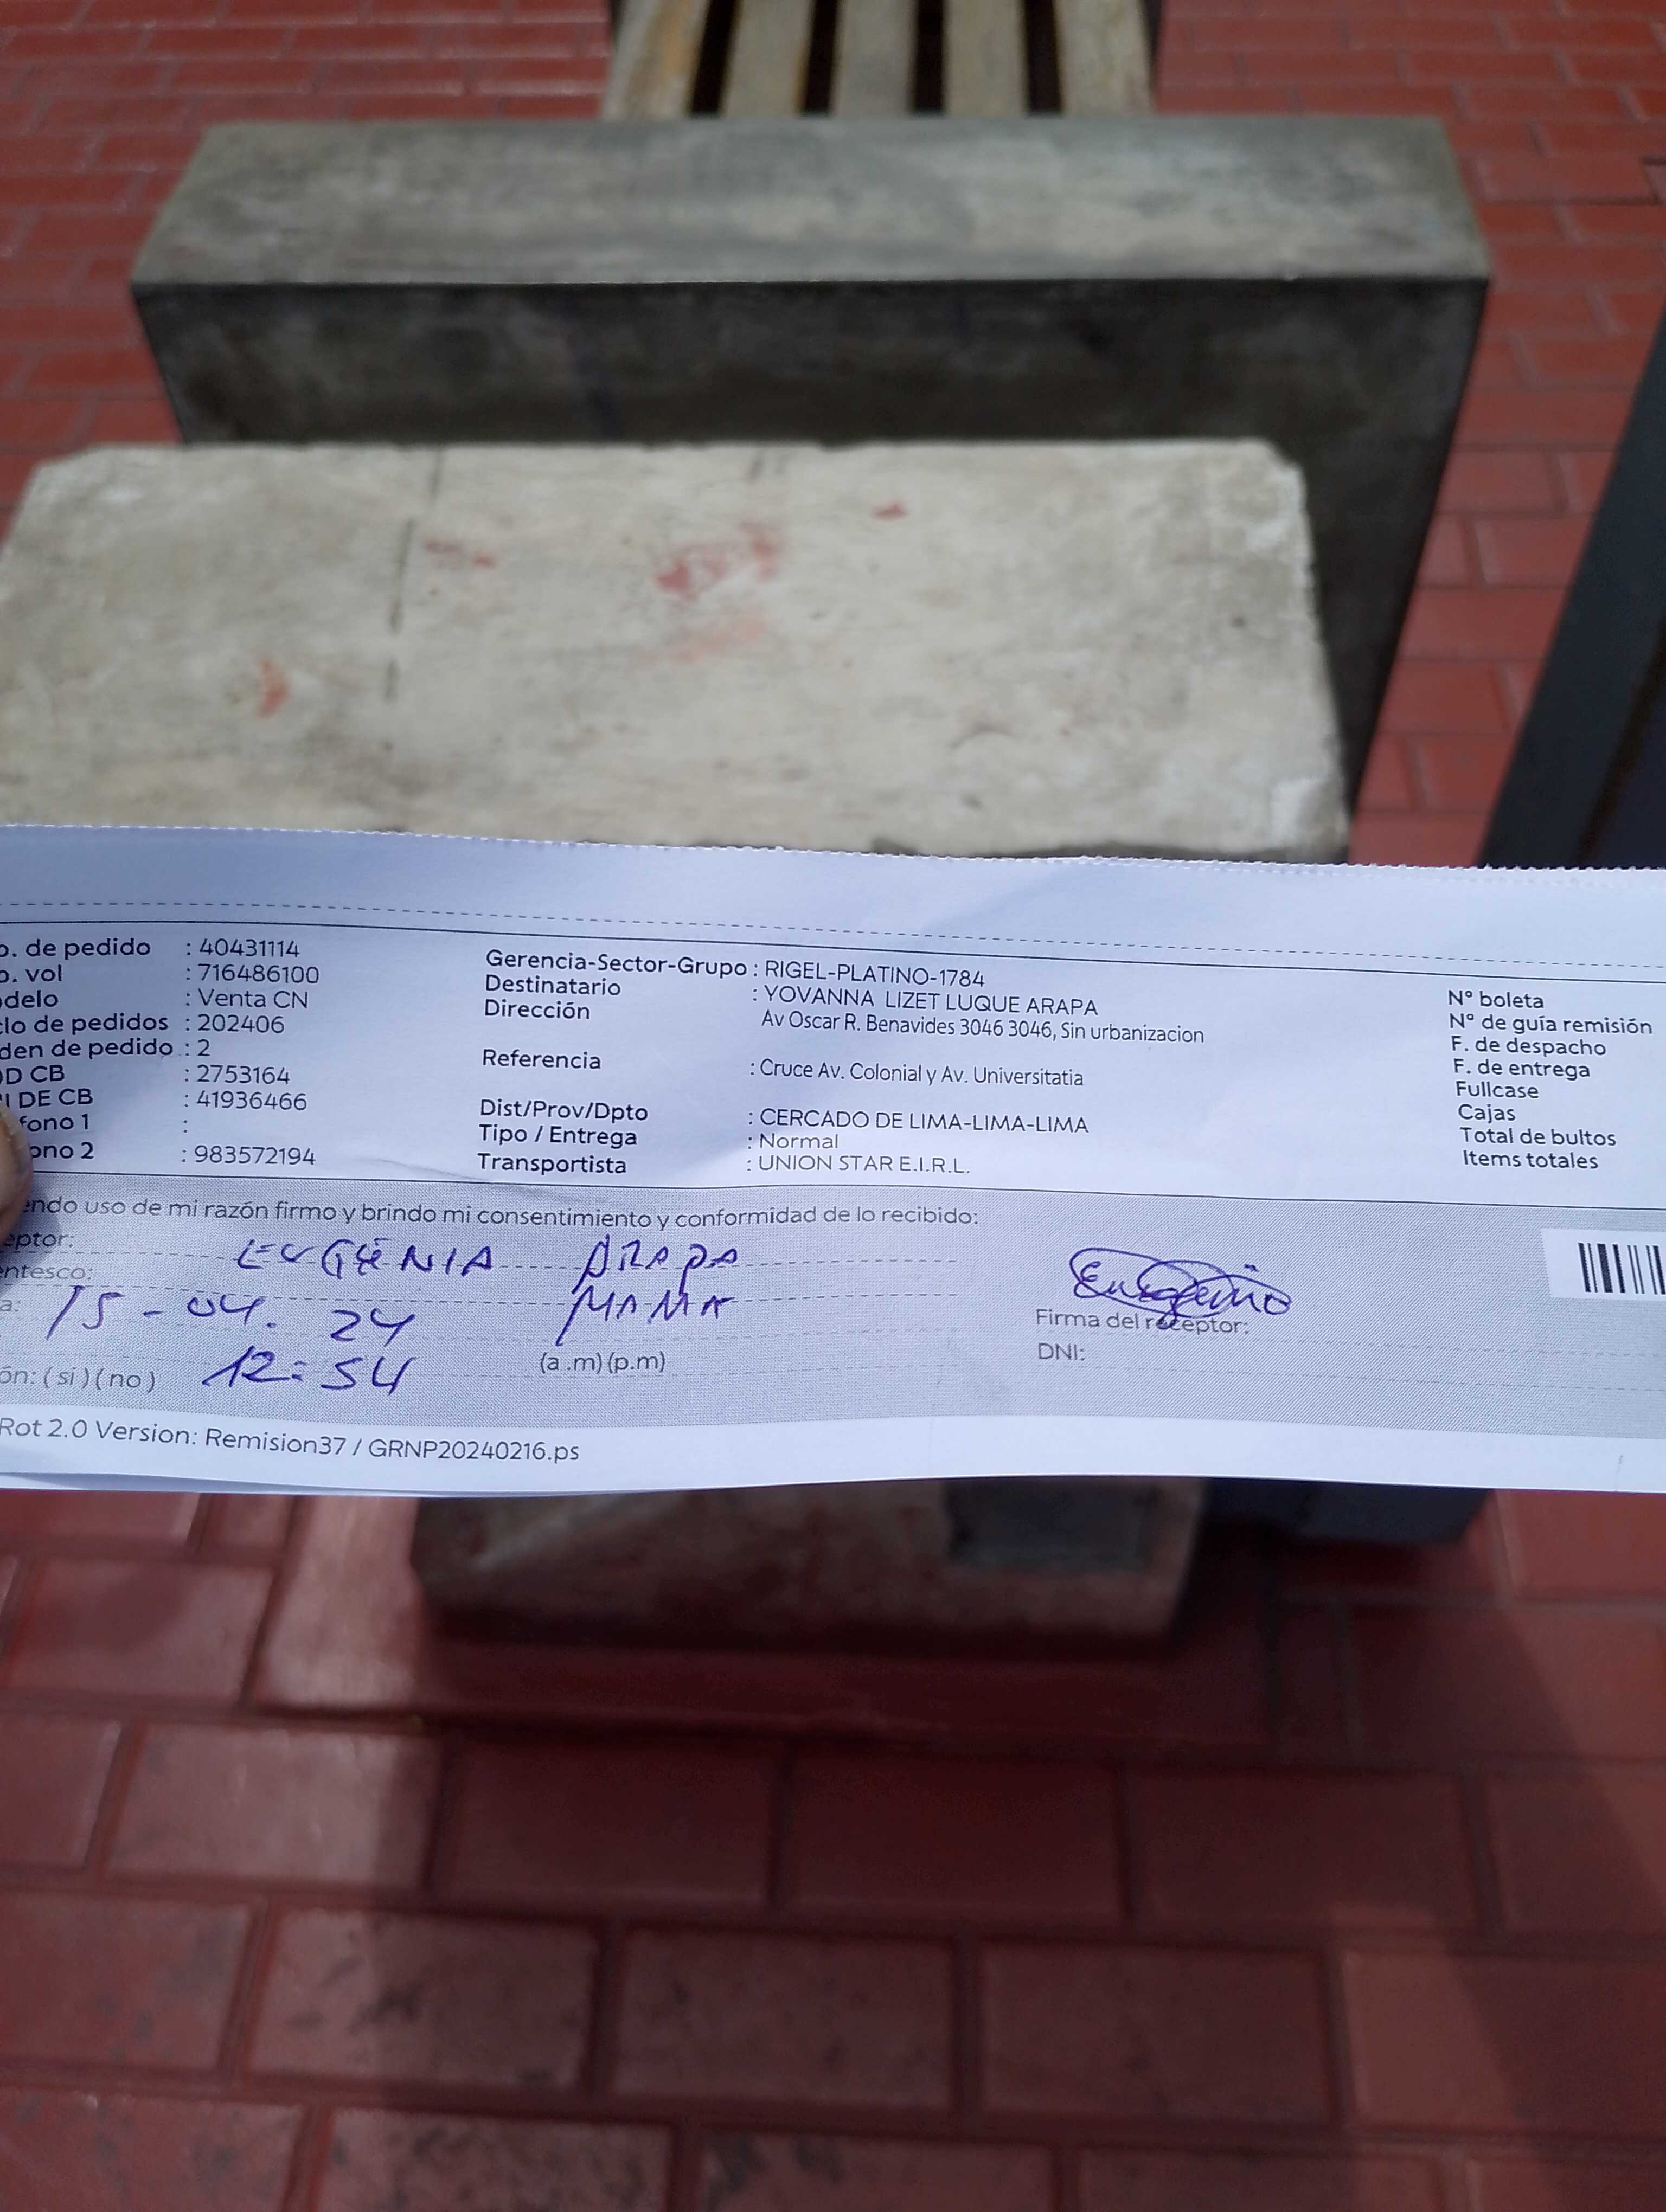 o. de pedido : 40431114
o. vol : 716486100
delo : Venta CN
lo de pedidos : 202406
den de pedido : 2
D CB : 2753164
I DE CB : 41936466
fono 1 :
ono 2 : 983572194
Gerencia-Sector-Grupo : RIGEL-PLATINO-1784
Destinatario : YOVANNA LIZET LUQUE ARAPA
Dirección Av Oscar R. Benavides 3046 3046, Sin urbanizacion
Referencia : Cruce Av. Colonial y Av. Universitatia
Dist/Prov/Dpto : CERCADO DE LIMA-LIMA-LIMA
Tipo / Entrega : Normal
Transportista : UNION STAR E.I.R.L.
N° boleta
N° de guía remisión
F. de despacho
F. de entrega
Fullcase
Cajas
Total de bultos
Items totales
endo uso de mi razón firmo y brindo mi consentimiento y conformidad de lo recibido:
eptor: EUGENIA ARAPA
entesco: MAMA
a: 15-04. 24
ón: (si) (no) 12:54 (a .m) (p.m)
Firma del receptor:
DNI:
Rot 2.0 Version: Remision37 / GRNP20240216.ps